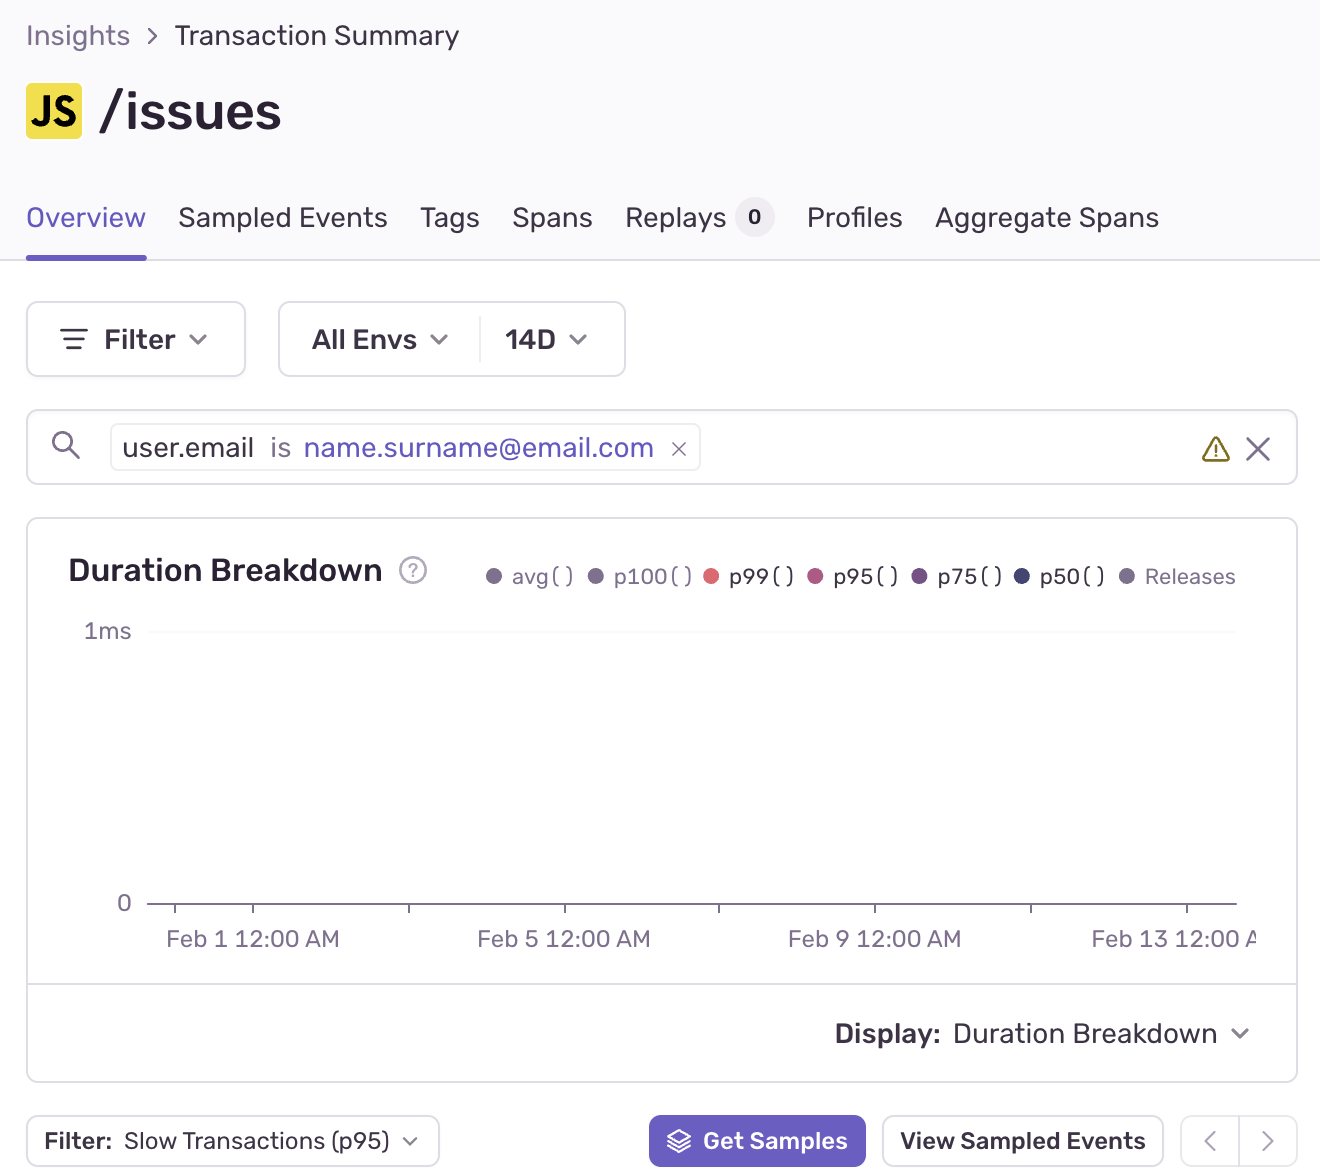 Insights > Transaction Summary
JS /issues
Overview Sampled Events Tags Spans Replays 0 Profiles Aggregate Spans
Filter All Envs 14D
user.email is name.surname@email.com
Duration Breakdown ? avg() p100() p99() p95() p75() p50() Releases
1ms
0
Feb 1 12:00 AM Feb 5 12:00 AM Feb 9 12:00 AM Feb 13 12:00 A
Display: Duration Breakdown
Filter: Slow Transactions (p95) Get Samples View Sampled Events